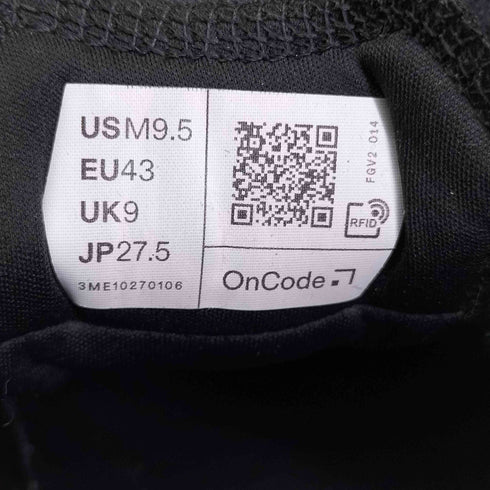 USM9.5
EU43
UK9
JP27.5
3ME10270106
FGV2 014
RFID
OnCode